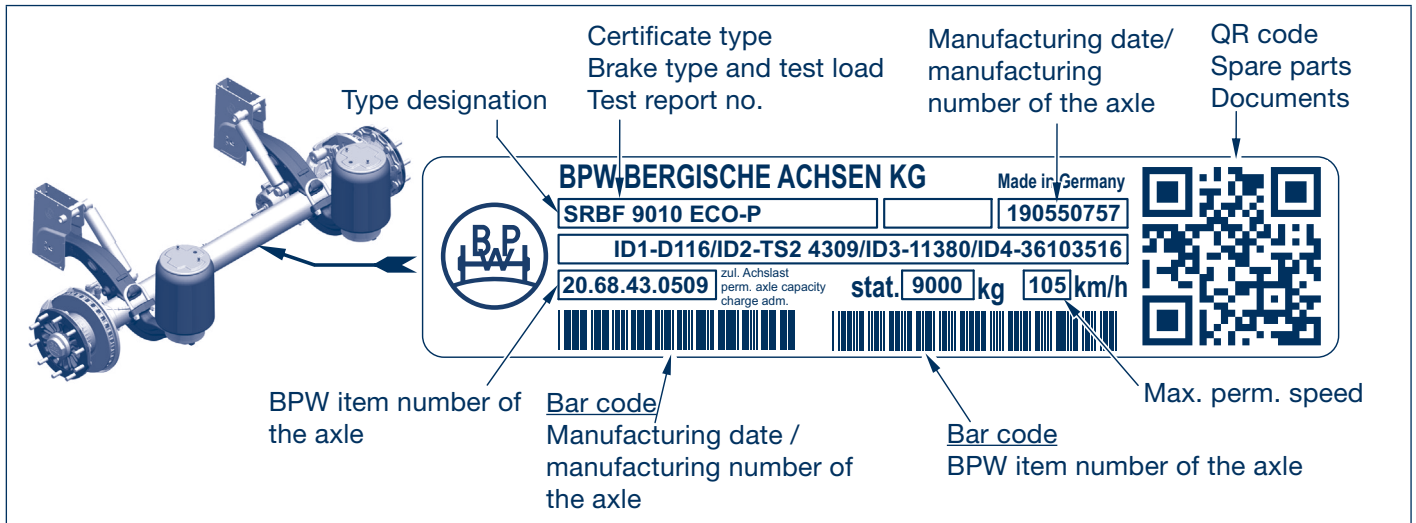 Certificate type
Brake type and test load
Test report no.
Manufacturing date/
manufacturing
number of the axle
QR code
Spare parts
Documents
Type designation
BPW BERGISCHE ACHSEN KG
Made in Germany
SRBF 9010 ECO-P
190550757
BPW
ID1-D116/ID2-TS2 4309/ID3-11380/ID4-36103516
20.68.43.0509
zul. Achslast
perm. axle capacity
charge adm.
stat. 9000 kg
105 km/h
BPW item number of
the axle
Bar code
Manufacturing date /
manufacturing number of
the axle
Bar code
BPW item number of the axle
Max. perm. speed